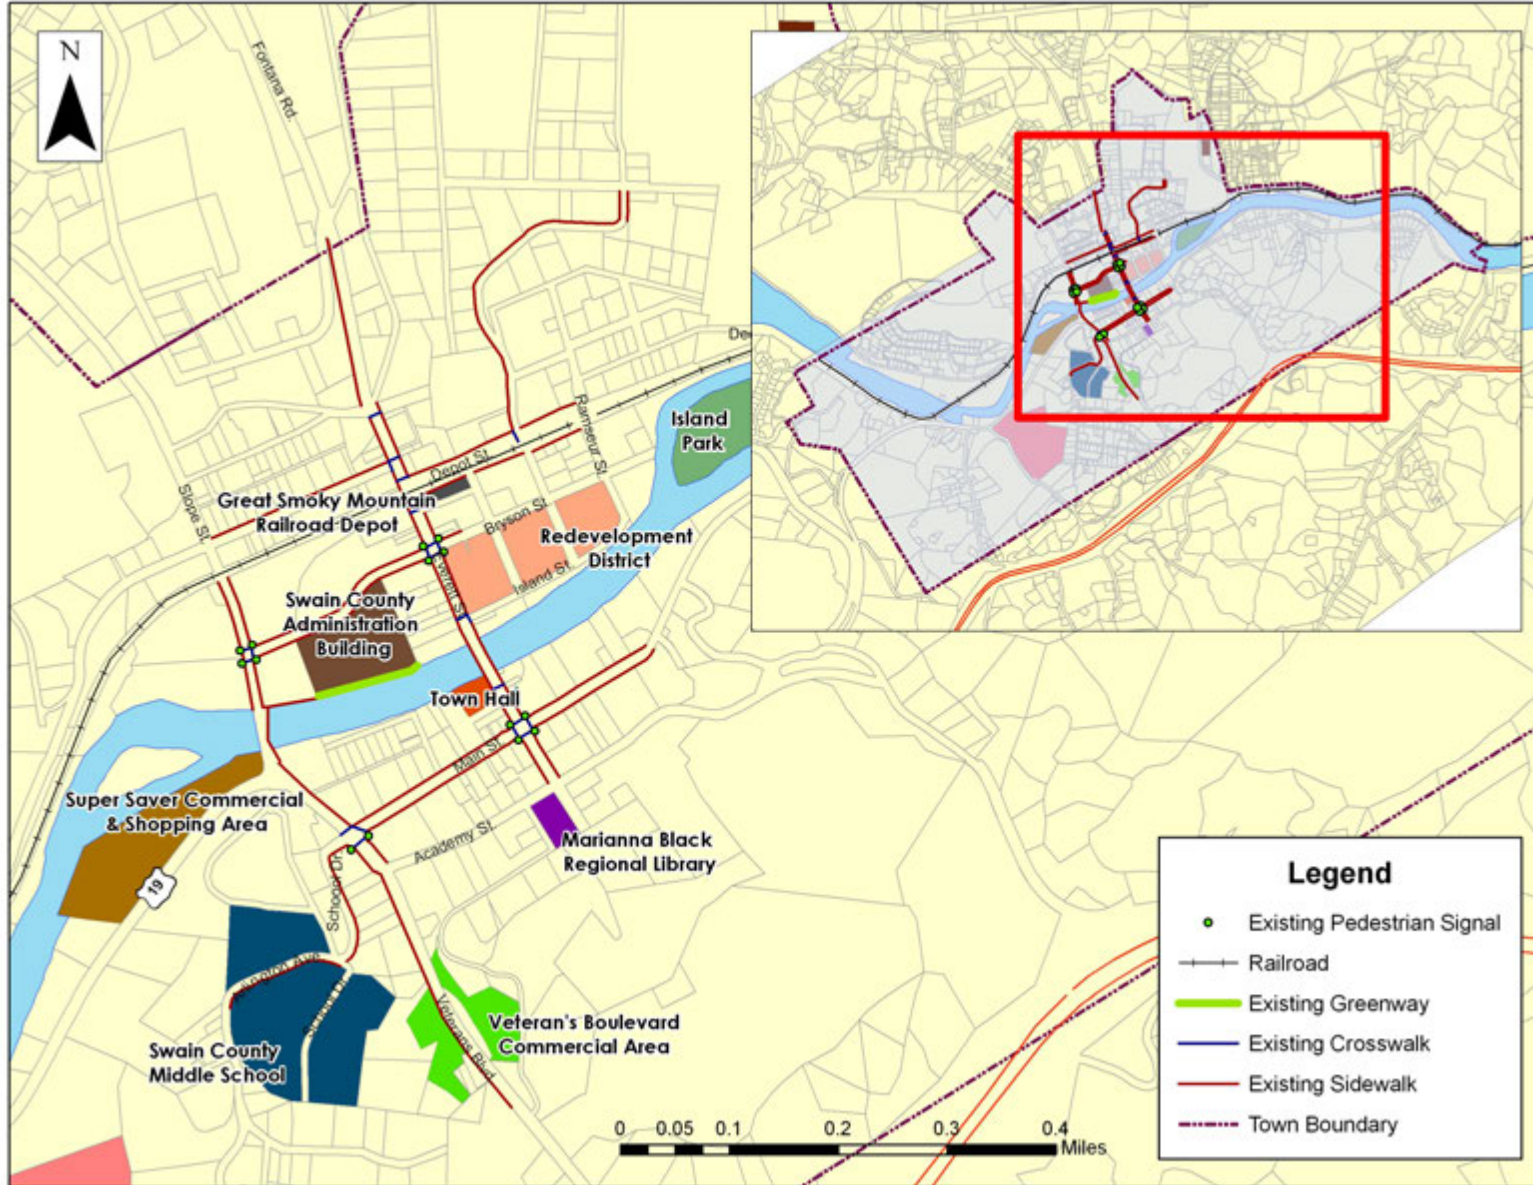 N
Fontana Rd.
Ramseur St.
Island
Park
Depot St.
Slope St.
Great Smoky Mountain
Railroad Depot
Bryson St.
Redevelopment
District
Everett St.
Island St.
Swain County
Administration
Building
Town Hall
Main St.
Super Saver Commercial
& Shopping Area
Academy St.
Marianna Black
Regional Library
19
School Dr.
School Dr.
Veteran's Boulevard
Commercial Area
Veterans Blvd.
Swain County
Middle School
Legend
Existing Pedestrian Signal
Railroad
Existing Greenway
Existing Crosswalk
Existing Sidewalk
Town Boundary
0 0.05 0.1 0.2 0.3 0.4
Miles